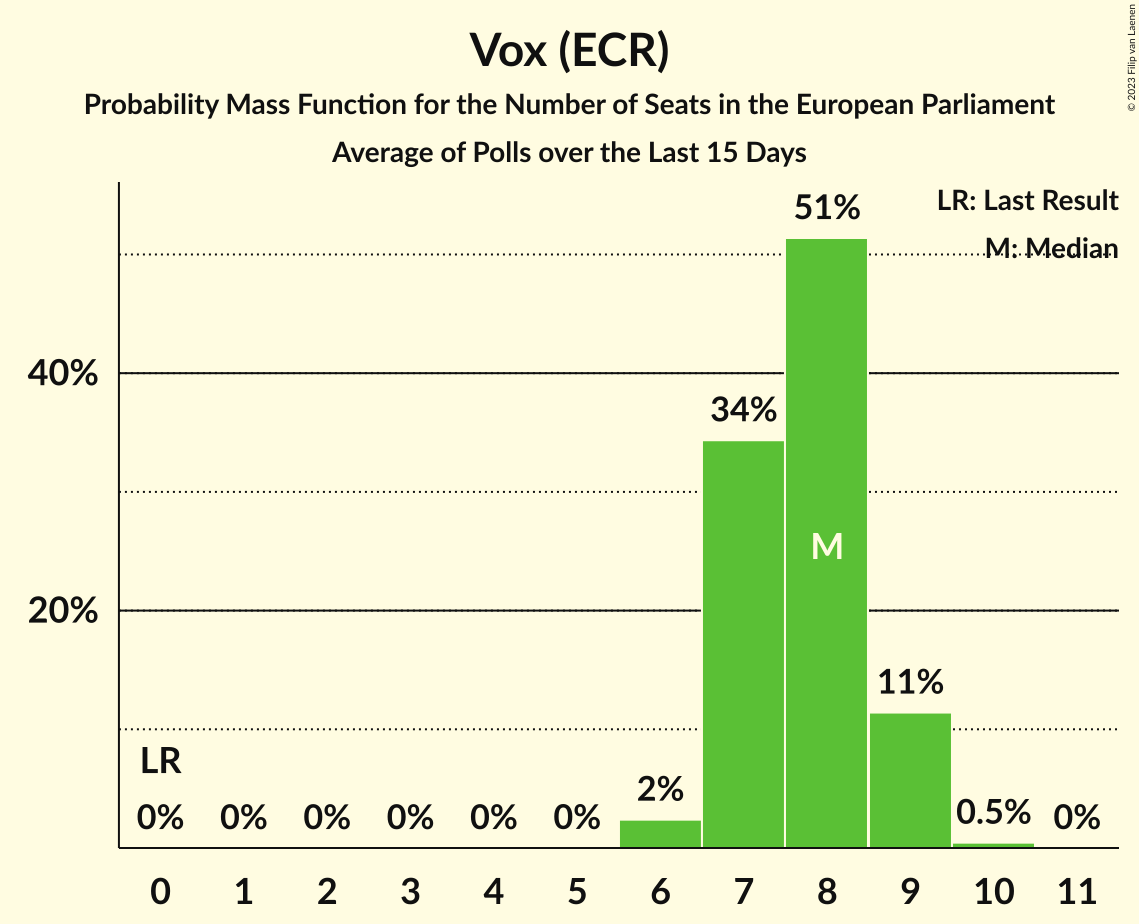 Vox (ECR)
Probability Mass Function for the Number of Seats in the European Parliament
Average of Polls over the Last 15 Days
© 2023 Filip van Laenen
LR: Last Result
M: Median
51%
40%
34%
M
20%
11%
LR
2%
0% 0% 0% 0% 0% 0% 0.5% 0%
0 1 2 3 4 5 6 7 8 9 10 11